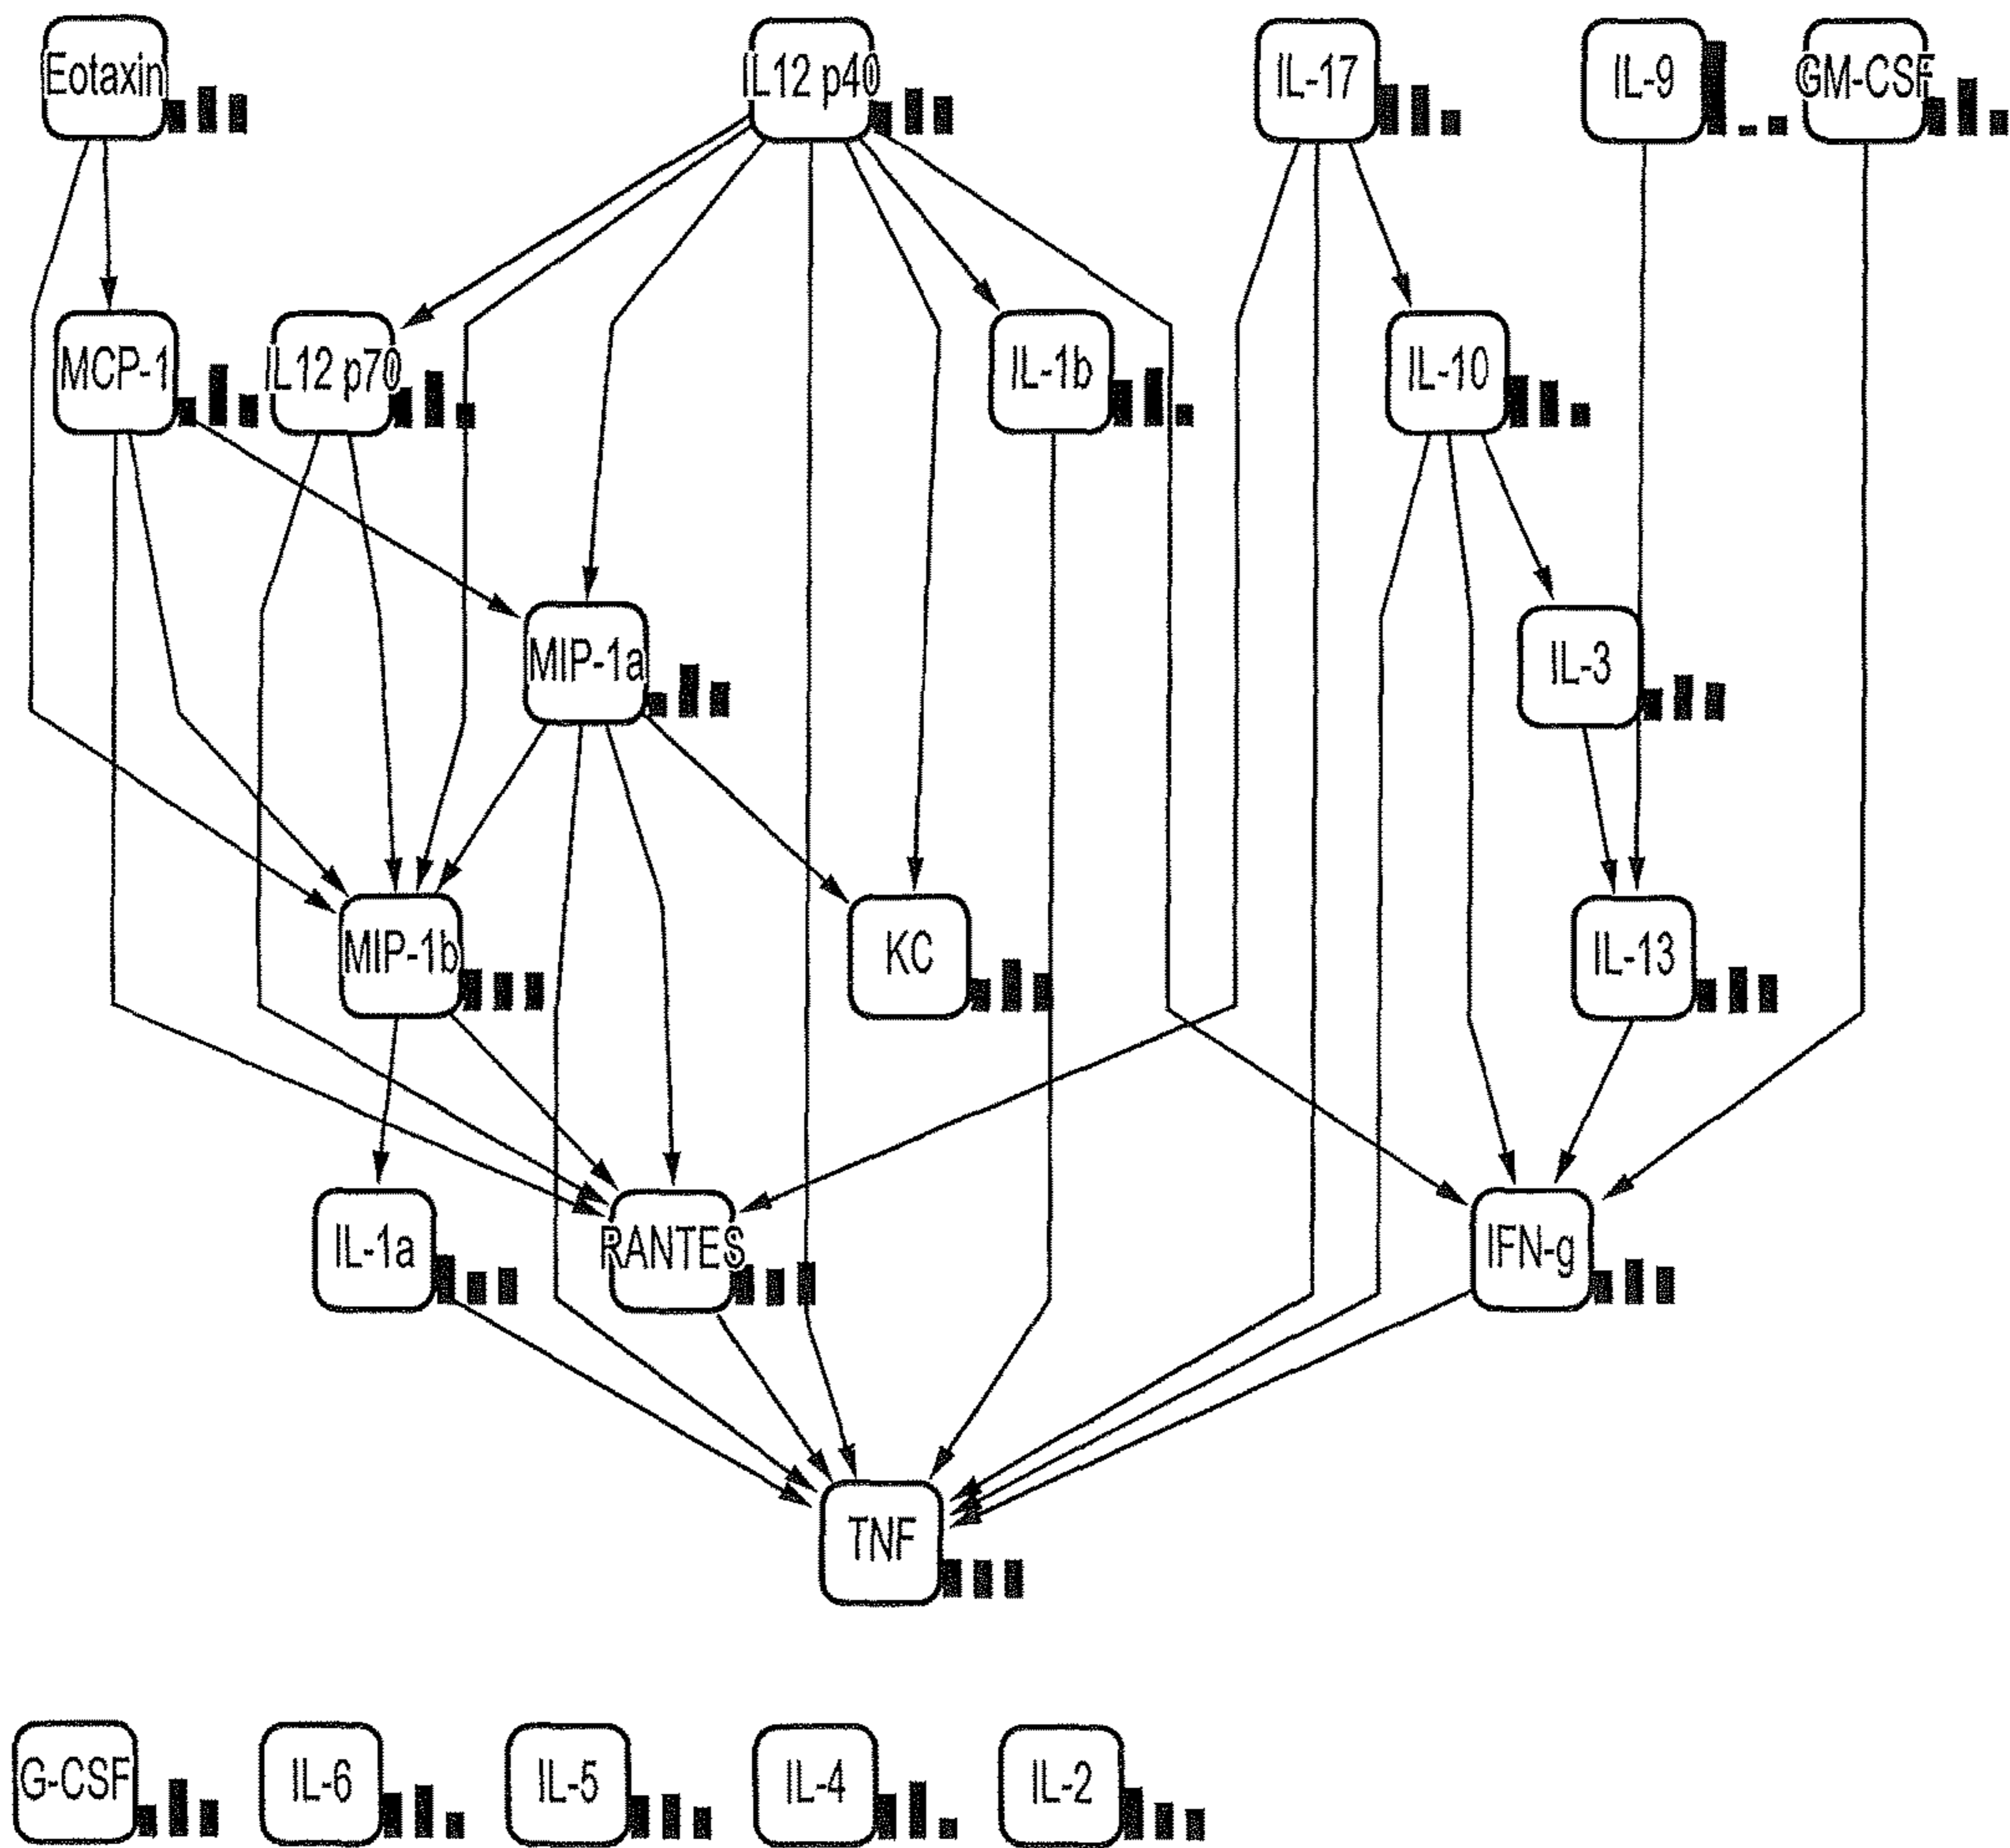 Eotaxin
IL12 p40
IL-17
IL-9
GM-CSF
MCP-1
IL12 p70
IL-1b
IL-10
MIP-1a
IL-3
MIP-1b
KC
IL-13
IL-1a
RANTES
IFN-g
TNF
G-CSF
IL-6
IL-5
IL-4
IL-2